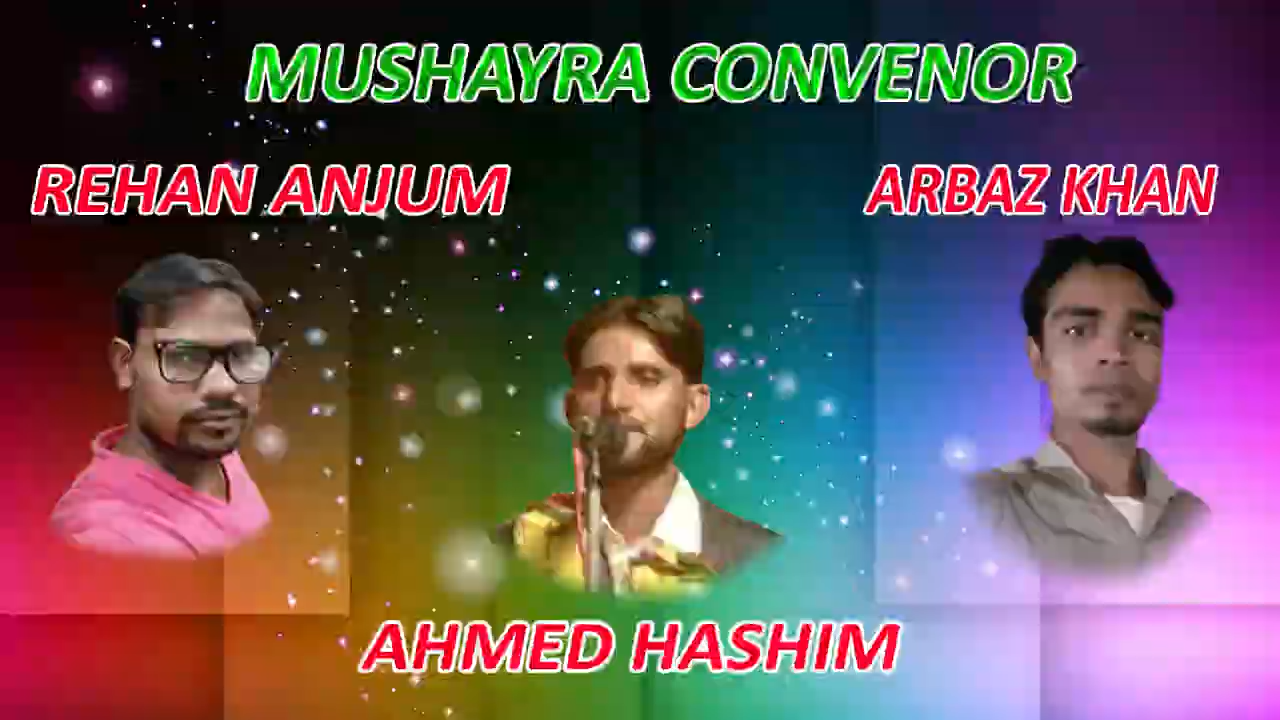 MUSHAYRA CONVENOR
REHAN ANJUM
ARBAZ KHAN
AHMED HASHIM